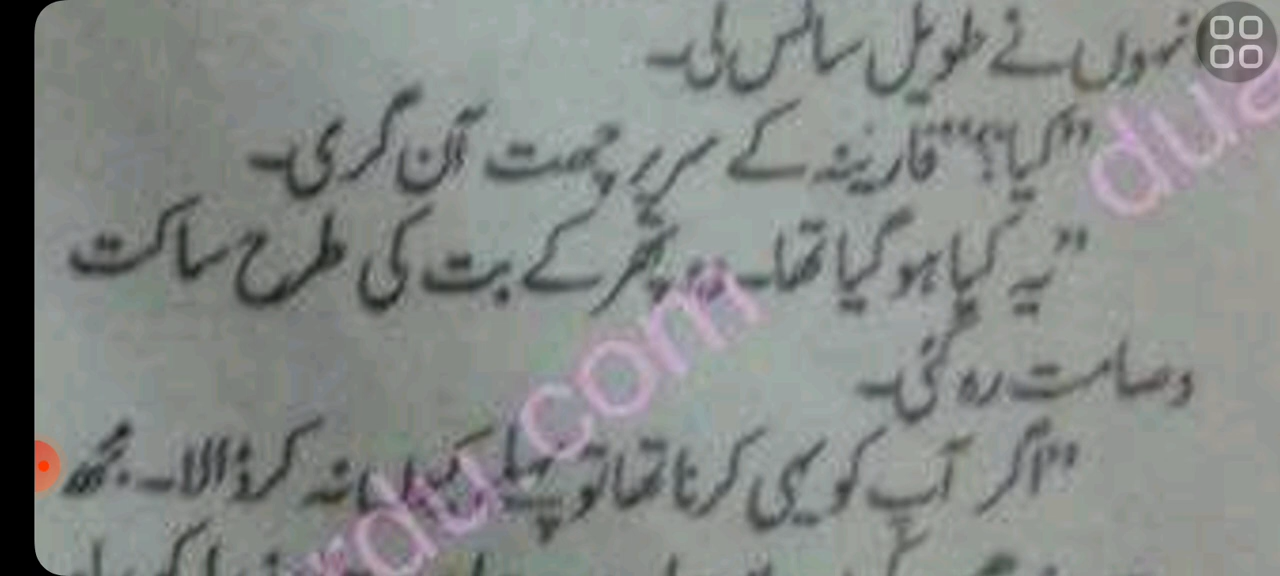 انہوں نے طویل سانس لی۔
”کیا؟“ فارینہ کے سر پر چھت آن گری۔
”یہ کیا ہو گیا تھا۔ وہ پتھر کے بت کی طرح ساکت
وصامت رہ گئی۔
”اگر آپ کو یہی کرنا تھا تو پہلے کیوں نہ کر ڈالا۔ مجھ